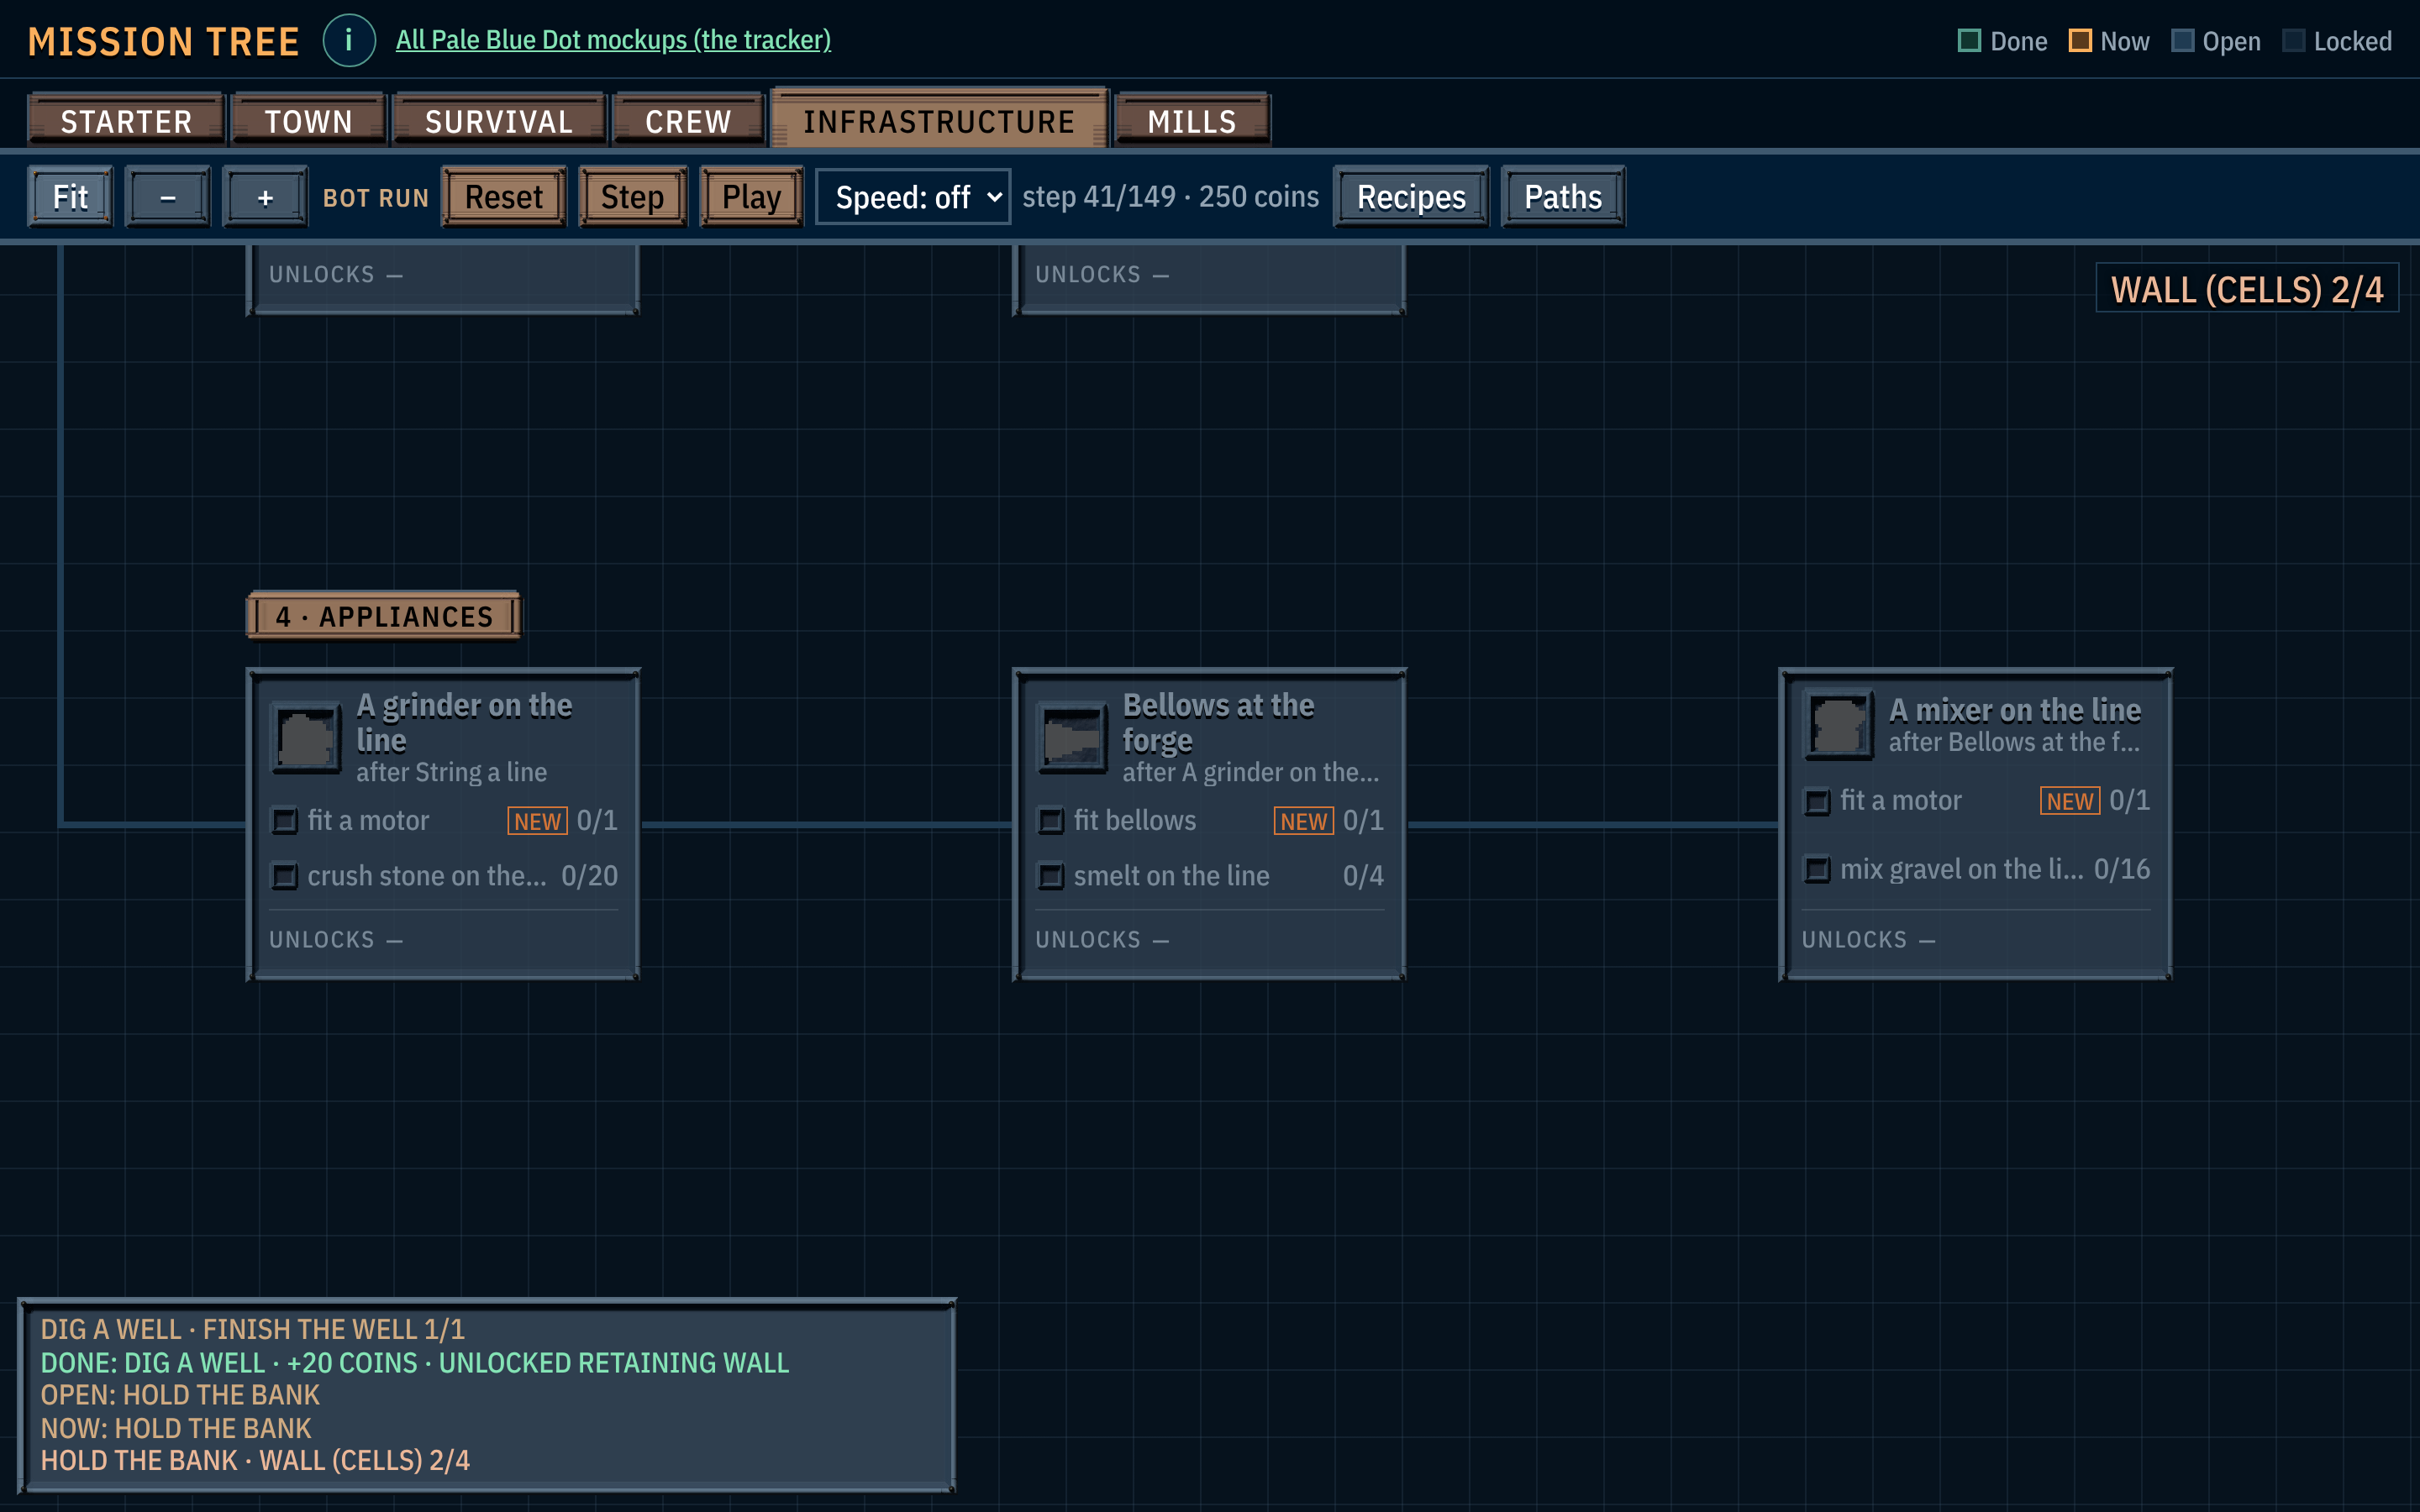 MISSION TREE i All Pale Blue Dot mockups (the tracker) Done Now Open Locked
STARTER TOWN SURVIVAL CREW INFRASTRUCTURE MILLS
Fit – + BOT RUN Reset Step Play Speed: off step 41/149 · 250 coins Recipes Paths
UNLOCKS — UNLOCKS —
WALL (CELLS) 2/4
4 · APPLIANCES
A grinder on the
line
after String a line
fit a motor NEW 0/1
crush stone on the... 0/20
UNLOCKS —
Bellows at the
forge
after A grinder on the...
fit bellows NEW 0/1
smelt on the line 0/4
UNLOCKS —
A mixer on the line
after Bellows at the f...
fit a motor NEW 0/1
mix gravel on the li... 0/16
UNLOCKS —
DIG A WELL · FINISH THE WELL 1/1
DONE: DIG A WELL · +20 COINS · UNLOCKED RETAINING WALL
OPEN: HOLD THE BANK
NOW: HOLD THE BANK
HOLD THE BANK · WALL (CELLS) 2/4